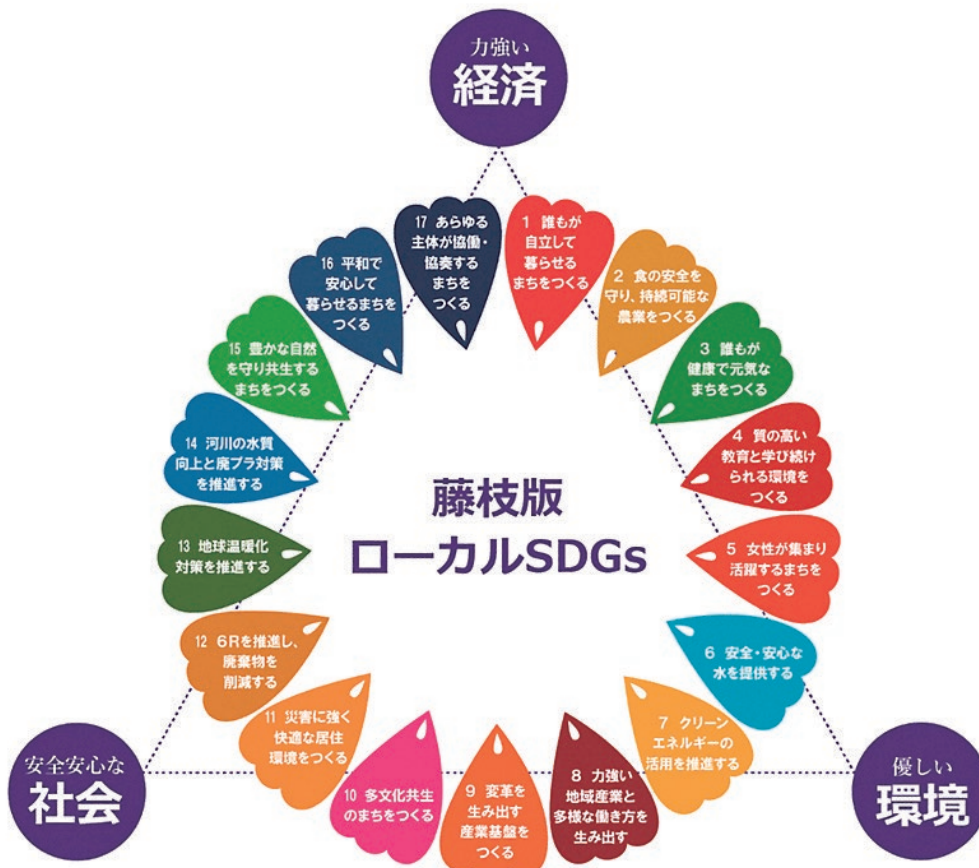 力強い
経済
1 誰もが
自立して
暮らせる
まちをつくる
2 食の安全を
守り、持続可能な
農業をつくる
3 誰もが
健康で元気な
まちをつくる
4 質の高い
教育と学び続け
られる環境を
つくる
5 女性が集まり
活躍するまちを
つくる
6 安全・安心な
水を提供する
7 クリーン
エネルギーの
活用を推進する
8 力強い
地域産業と
多様な働き方を
生み出す
9 変革を
生み出す
産業基盤を
つくる
10 多文化共生
のまちをつくる
11 災害に強く
快適な居住
環境をつくる
12 6Rを推進し、
廃棄物を
削減する
13 地球温暖化
対策を推進する
14 河川の水質
向上と廃プラ対策
を推進する
15 豊かな自然
を守り共生する
まちをつくる
16 平和で
安心して
暮らせるまちを
つくる
17 あらゆる
主体が協働・
協奏する
まちを
つくる
藤枝版
ローカルSDGs
安全安心な
社会
優しい
環境